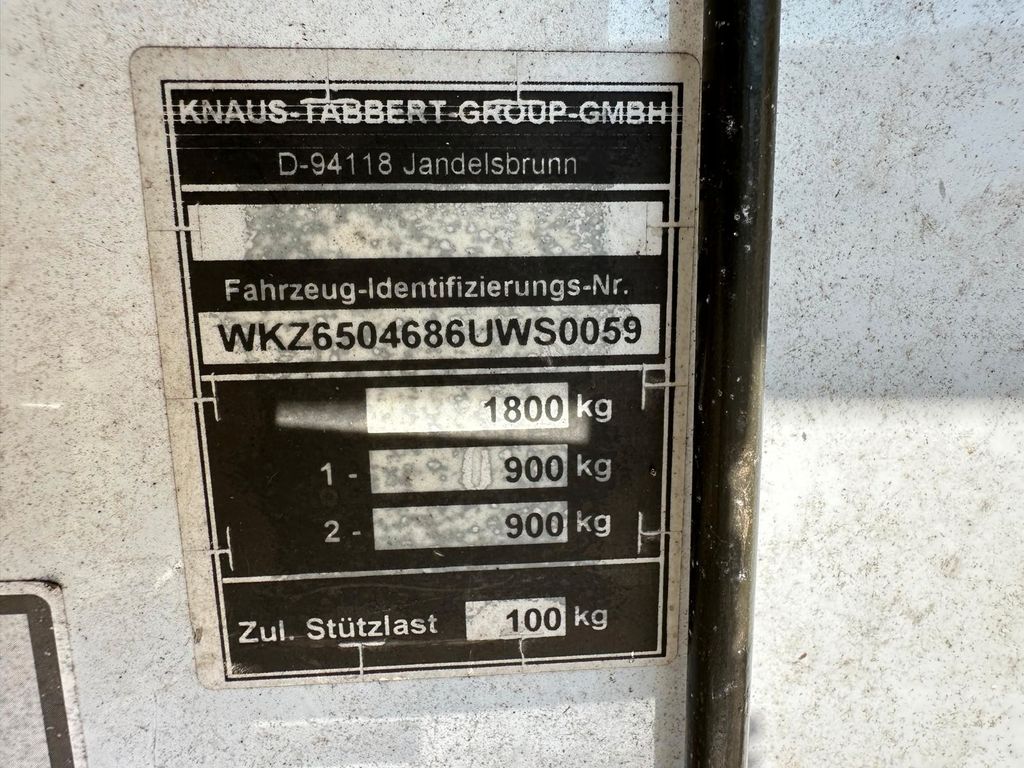 KNAUS-TABBERT-GROUP-GMBH
D-94118 Jandelsbrunn
Fahrzeug-Identifizierungs-Nr.
WKZ6504686UWS0059
1800 kg
1 - 900 kg
2 - 900 kg
Zul. Stützlast 100 kg